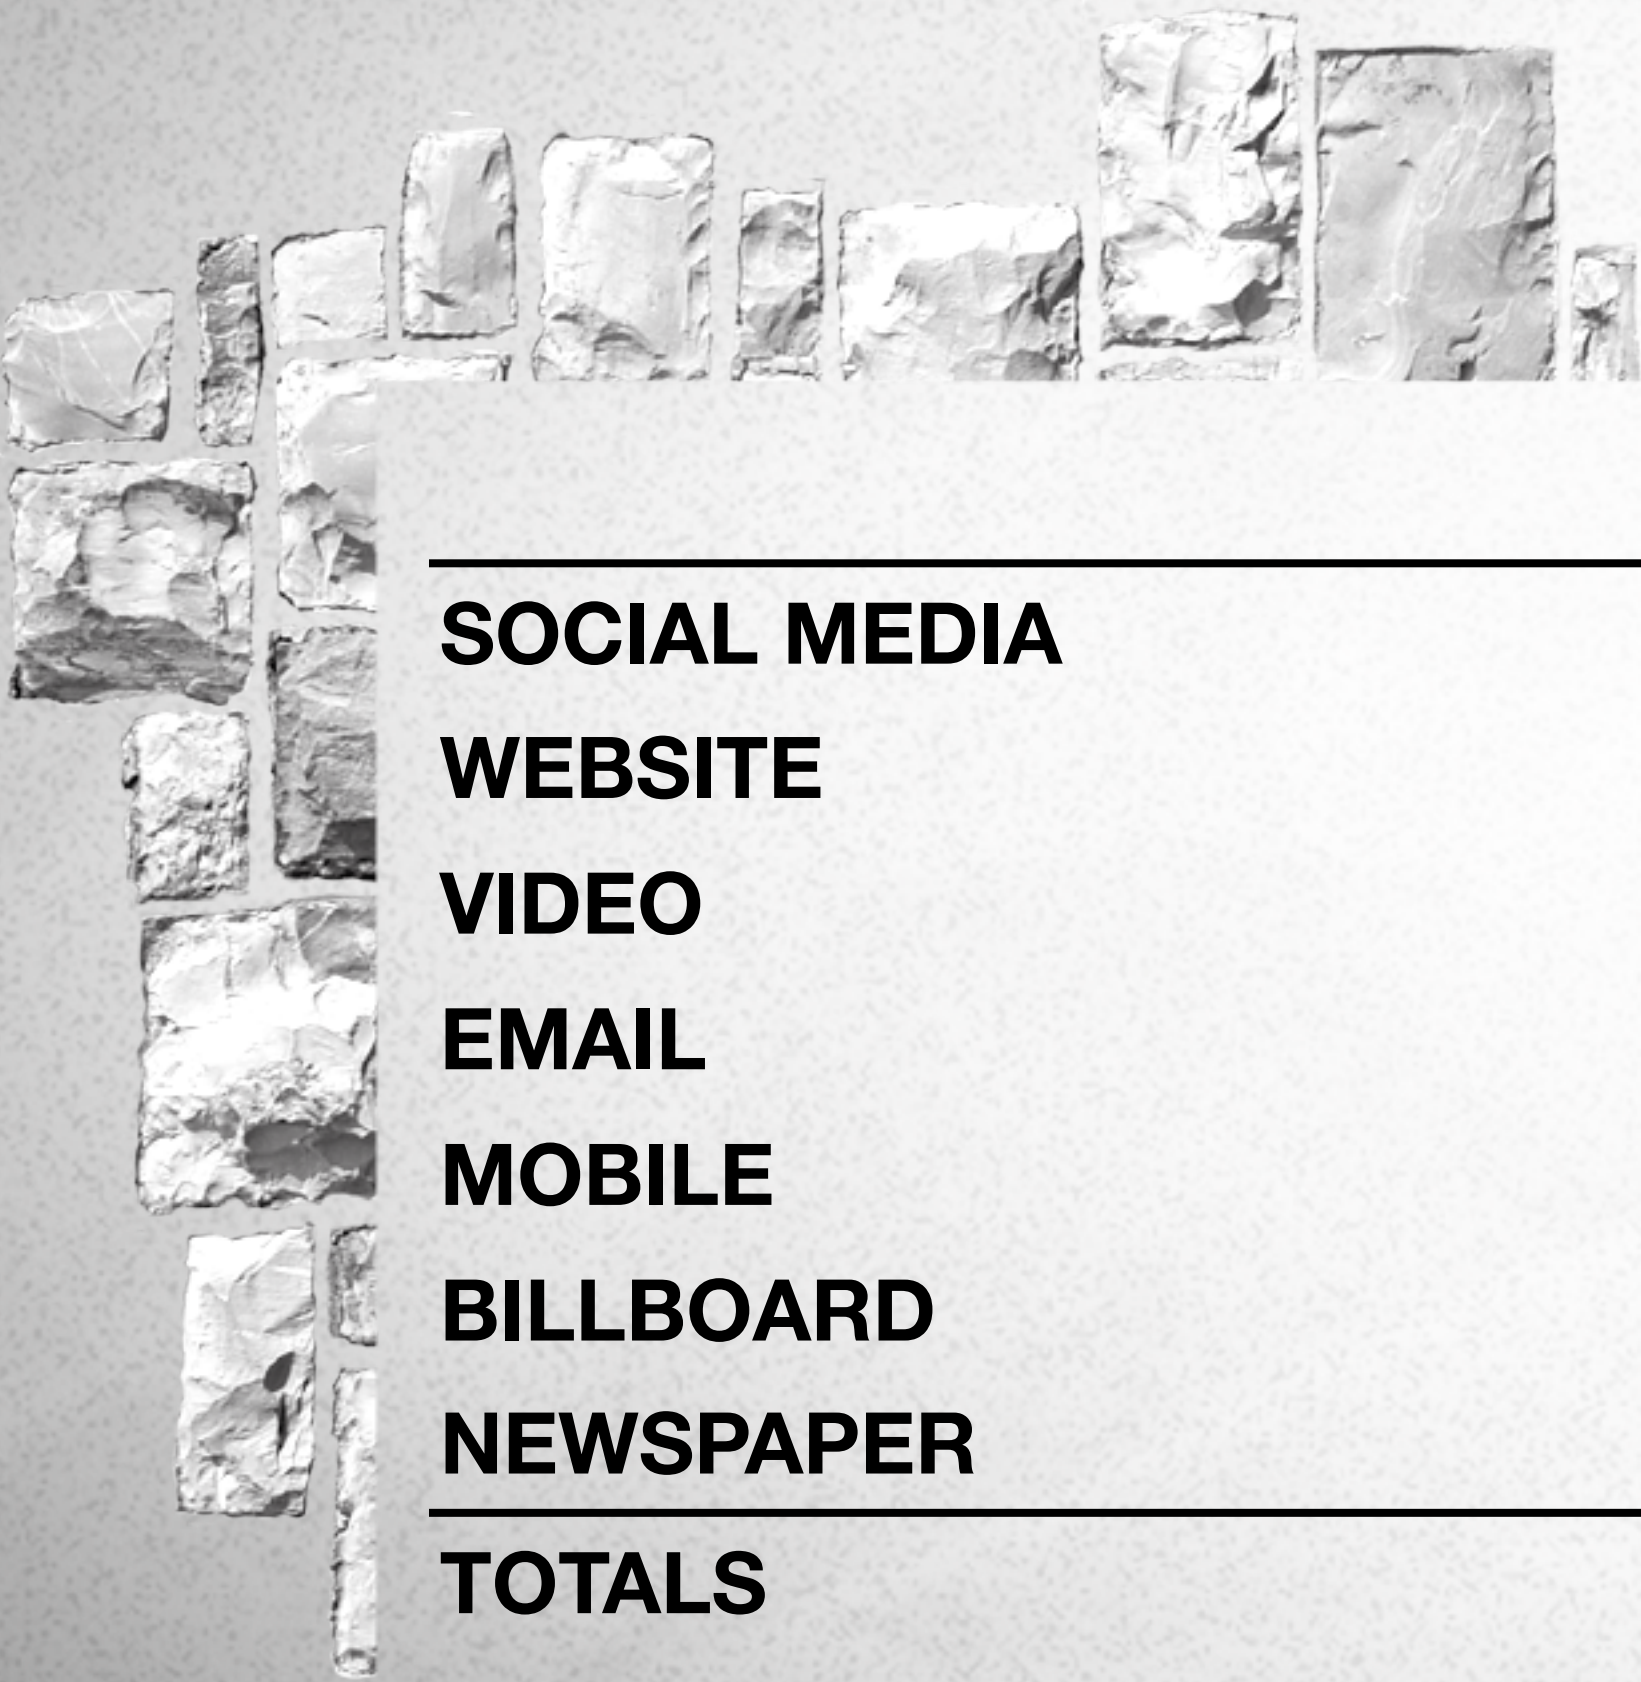 SOCIAL MEDIA
WEBSITE
VIDEO
EMAIL
MOBILE
BILLBOARD
NEWSPAPER
TOTALS